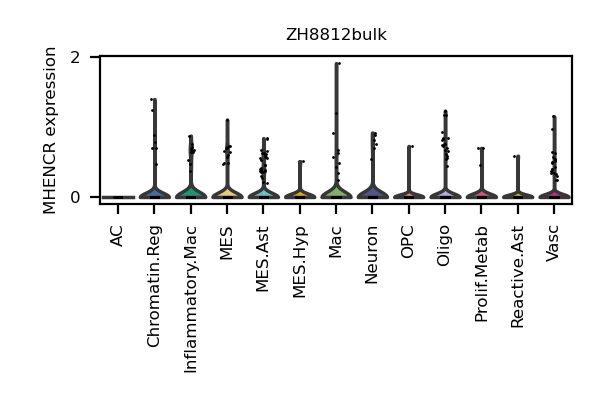 ZH8812bulk
MHENCR expression
2
0
AC
Chromatin.Reg
Inflammatory.Mac
MES
MES.Ast
MES.Hyp
Mac
Neuron
OPC
Oligo
Prolif.Metab
Reactive.Ast
Vasc